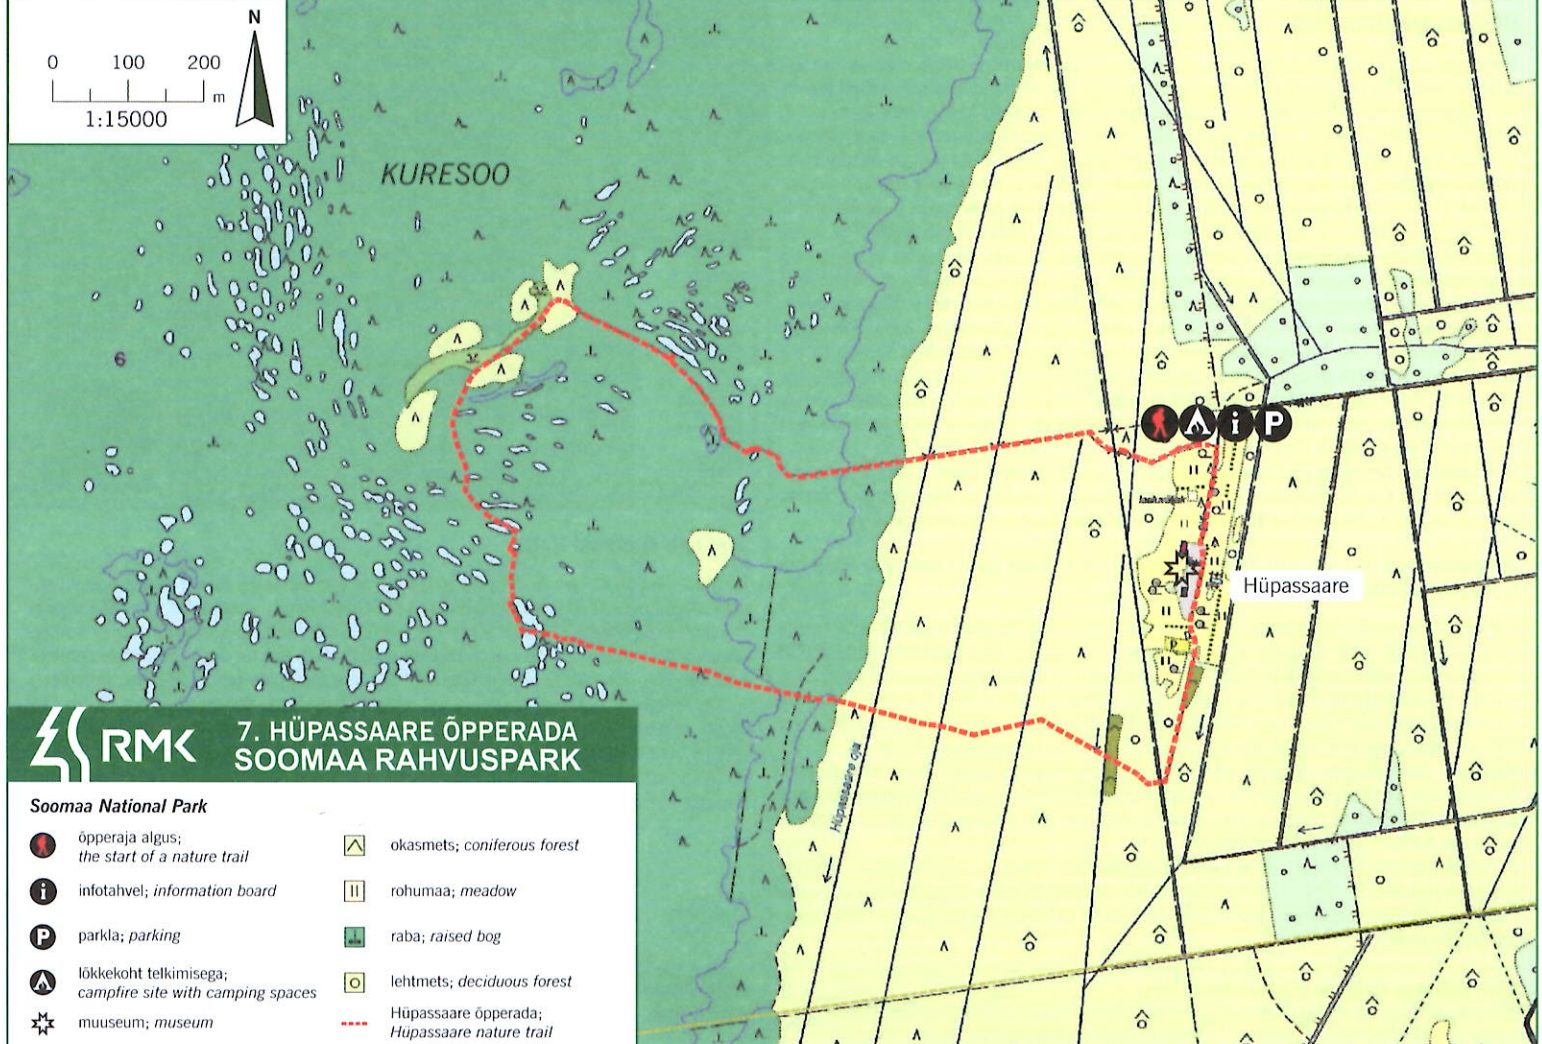 N
0 100 200
m
1:15000
KURESOO
6
Hüpassaare
Hüpassaare oja
RMK
7. HÜPASSAARE ÕPPERADA
SOOMAA RAHVUSPARK
Soomaa National Park
õpperaja algus;
the start of a nature trail
infotahvel; information board
parkla; parking
lõkkekoht telkimisega;
campfire site with camping spaces
muuseum; museum
okasmets; coniferous forest
rohumaa; meadow
raba; raised bog
lehtmets; deciduous forest
Hüpassaare õpperada;
Hüpassaare nature trail